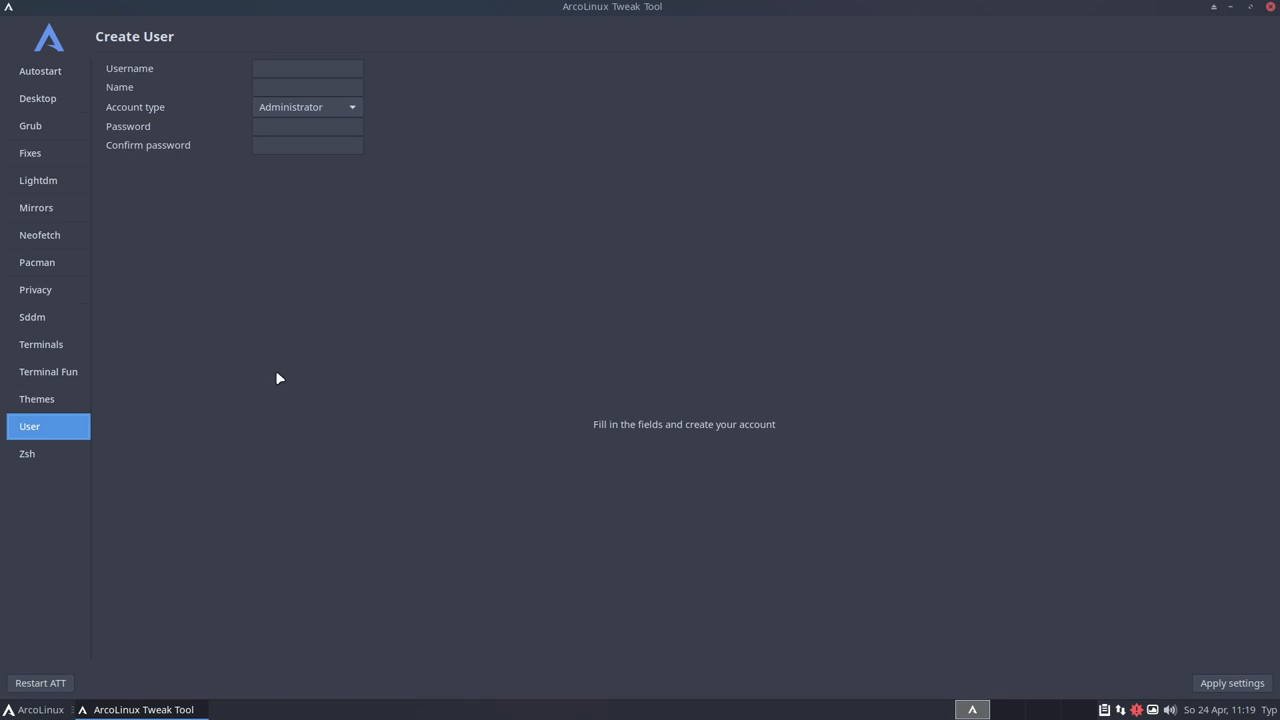 ArcoLinux Tweak Tool
Create User
Autostart
Desktop
Grub
Fixes
Lightdm
Mirrors
Neofetch
Pacman
Privacy
Sddm
Terminals
Terminal Fun
Themes
User
Zsh
Username
Name
Account type Administrator
Password
Confirm password
Fill in the fields and create your account
Restart ATT
Apply settings
ArcoLinux ArcoLinux Tweak Tool So 24 Apr, 11:19 Typ